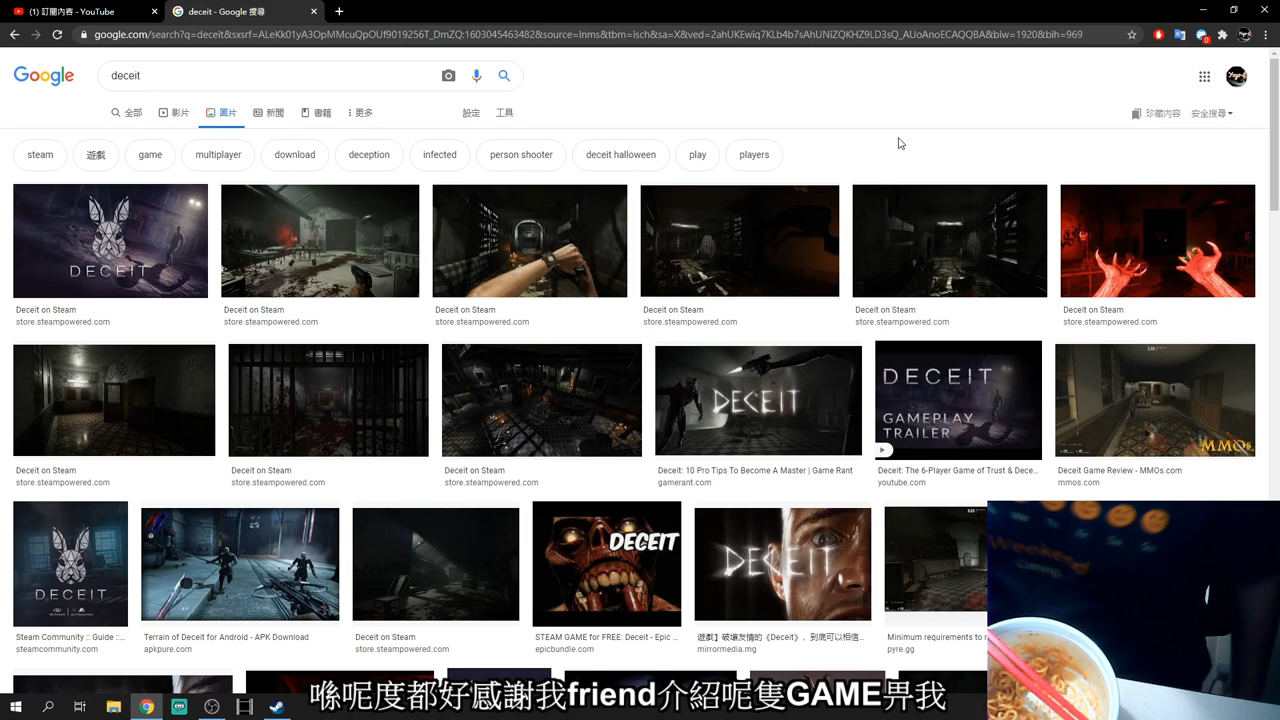 (1) 訂閱內容 - YouTube
deceit - Google 搜尋
google.com/search?q=deceit&sxsrf=ALeKk01yA3OpMMcuQpOUf9019256T_DmZQ:1603045463482&source=lnms&tbm=isch&sa=X&ved=2ahUKEwiq7KLb4b7sAhUNiZQKHZ9LD3sQ_AUoAnoECAQQBA&biw=1920&bih=969
Google
deceit
全部 影片 圖片 新聞 書籍 更多 設定 工具 珍藏內容 安全搜尋
steam 遊戲 game multiplayer download deception infected person shooter deceit halloween play players
DECEIT
Deceit on Steam
store.steampowered.com
Deceit on Steam
store.steampowered.com
Deceit on Steam
store.steampowered.com
Deceit on Steam
store.steampowered.com
Deceit on Steam
store.steampowered.com
Deceit on Steam
store.steampowered.com
Deceit on Steam
store.steampowered.com
Deceit on Steam
store.steampowered.com
Deceit on Steam
store.steampowered.com
DECEIT
Deceit: 10 Pro Tips To Become A Master | Game Rant
gamerant.com
DECEIT
GAMEPLAY
TRAILER
Deceit: The 6-Player Game of Trust & Dece...
youtube.com
MMOs
Deceit Game Review - MMOs.com
mmos.com
DECEIT
Steam Community :: Guide ::...
steamcommunity.com
Terrain of Deceit for Android - APK Download
apkpure.com
Deceit on Steam
store.steampowered.com
DECEIT
STEAM GAME for FREE: Deceit - Epic ...
epicbundle.com
DECEIT
遊戲】破壞友情的《Deceit》，到底可以相信...
mirrormedia.mg
Minimum requirements to
pyre.gg
喺呢度都好感謝我friend介紹呢隻GAME畀我